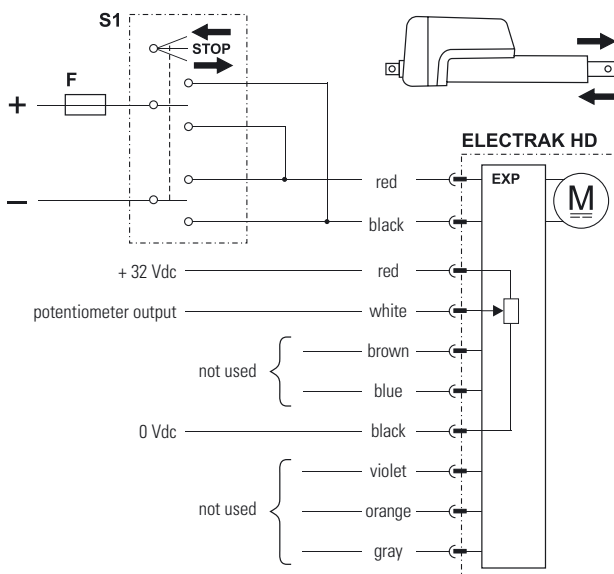 S1
STOP
F
+
–
ELECTRAK HD
EXP
M
red
black
+ 32 Vdc
red
potentiometer output
white
not used
brown
blue
0 Vdc
black
not used
violet
orange
gray